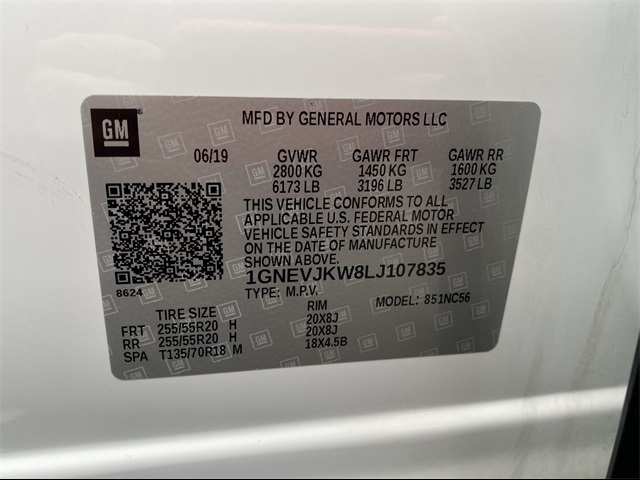 GM
MFD BY GENERAL MOTORS LLC
06/19 GVWR GAWR FRT GAWR RR
2800 KG 1450 KG 1600 KG
6173 LB 3196 LB 3527 LB
THIS VEHICLE CONFORMS TO ALL
APPLICABLE U.S. FEDERAL MOTOR
VEHICLE SAFETY STANDARDS IN EFFECT
ON THE DATE OF MANUFACTURE
SHOWN ABOVE.
1GNEVJKW8LJ107835
8624 TYPE: M.P.V. MODEL: 851NC56
TIRE SIZE RIM
FRT 255/55R20 H 20X8J
RR 255/55R20 H 20X8J
SPA T135/70R18 M 18X4.5B